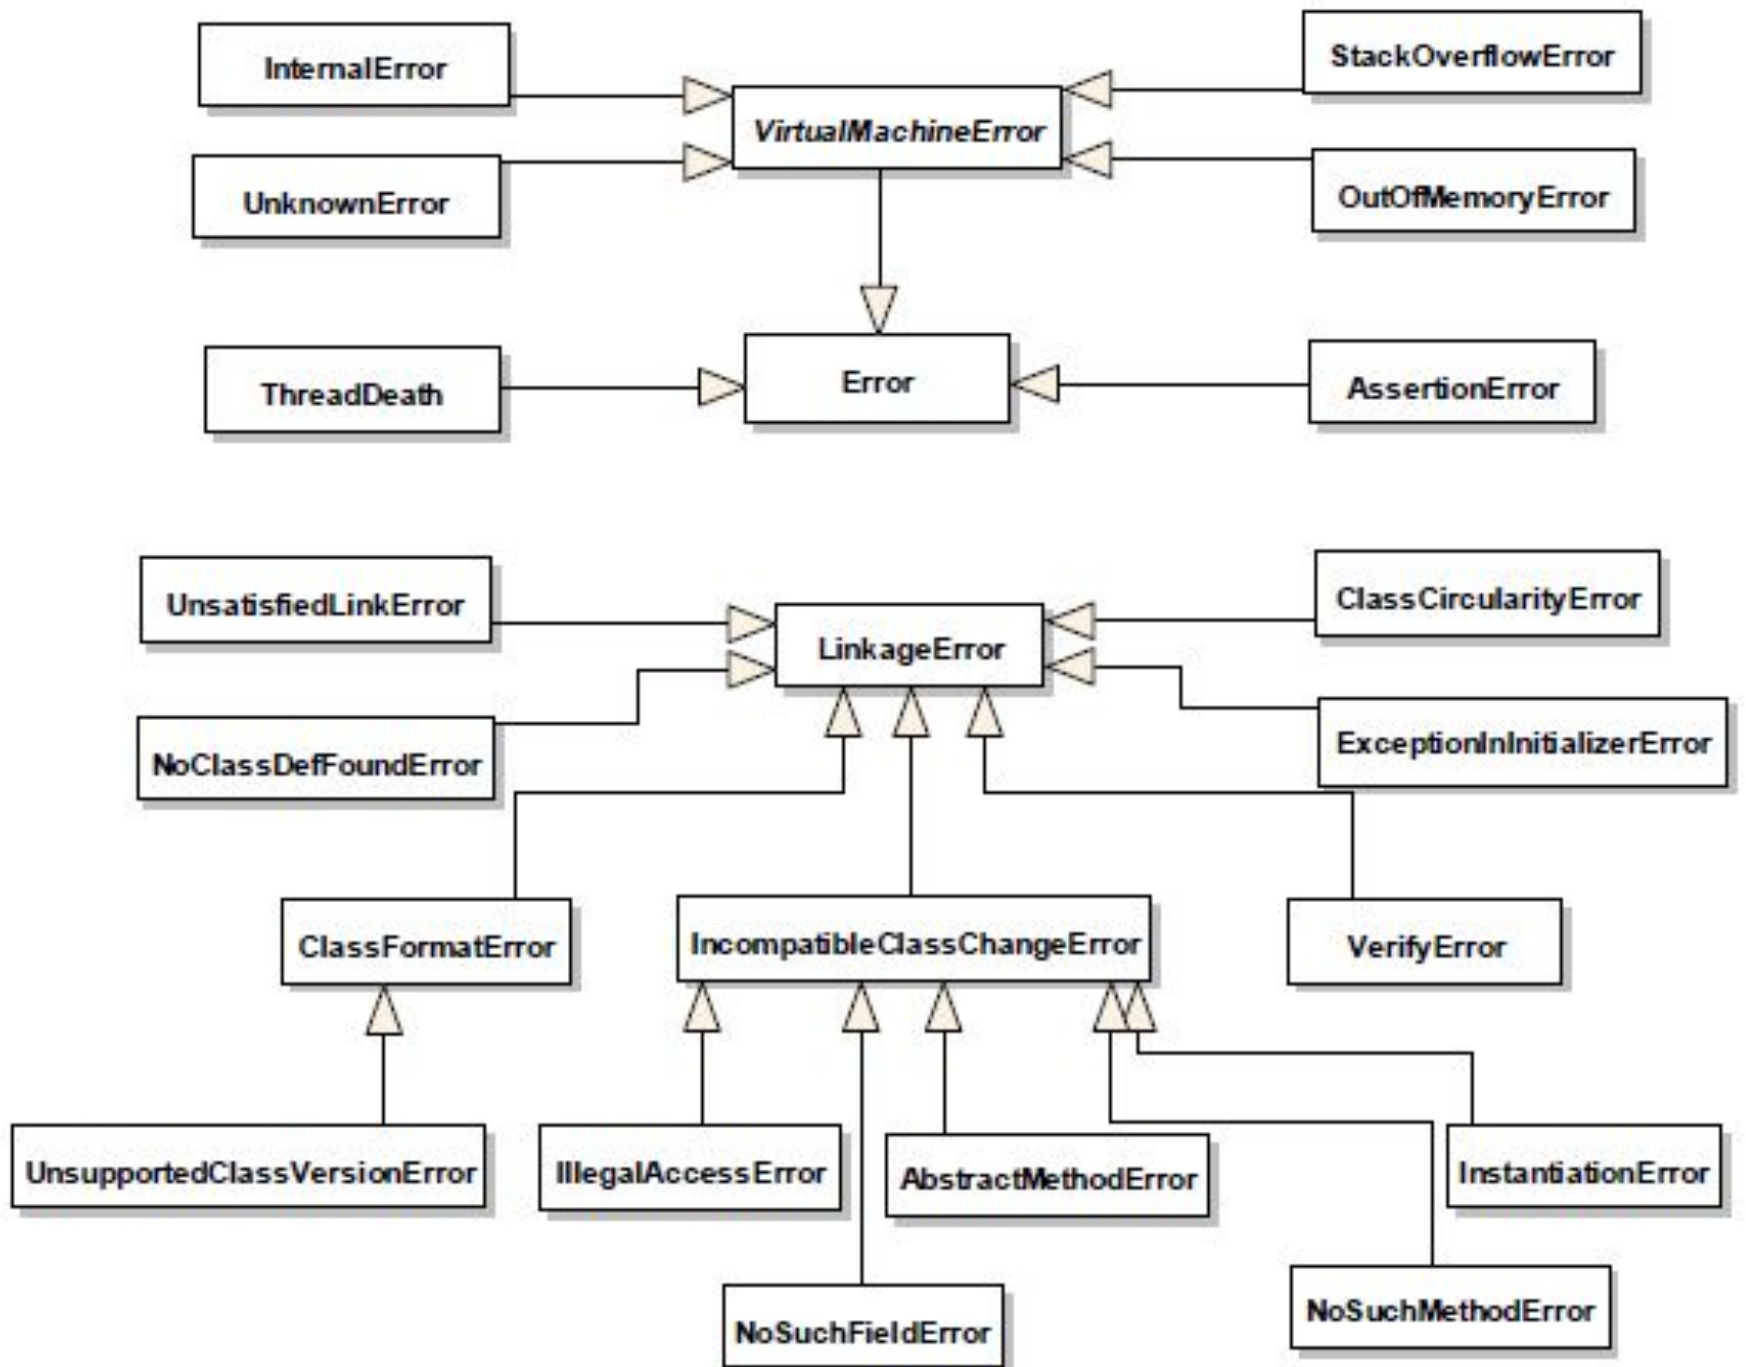 InternalError
StackOverflowError
VirtualMachineError
UnknownError
OutOfMemoryError
ThreadDeath
Error
AssertionError
UnsatisfiedLinkError
ClassCircularityError
LinkageError
NoClassDefFoundError
ExceptionInInitializerError
ClassFormatError
IncompatibleClassChangeError
VerifyError
UnsupportedClassVersionError
IllegalAccessError
AbstractMethodError
InstantiationError
NoSuchFieldError
NoSuchMethodError